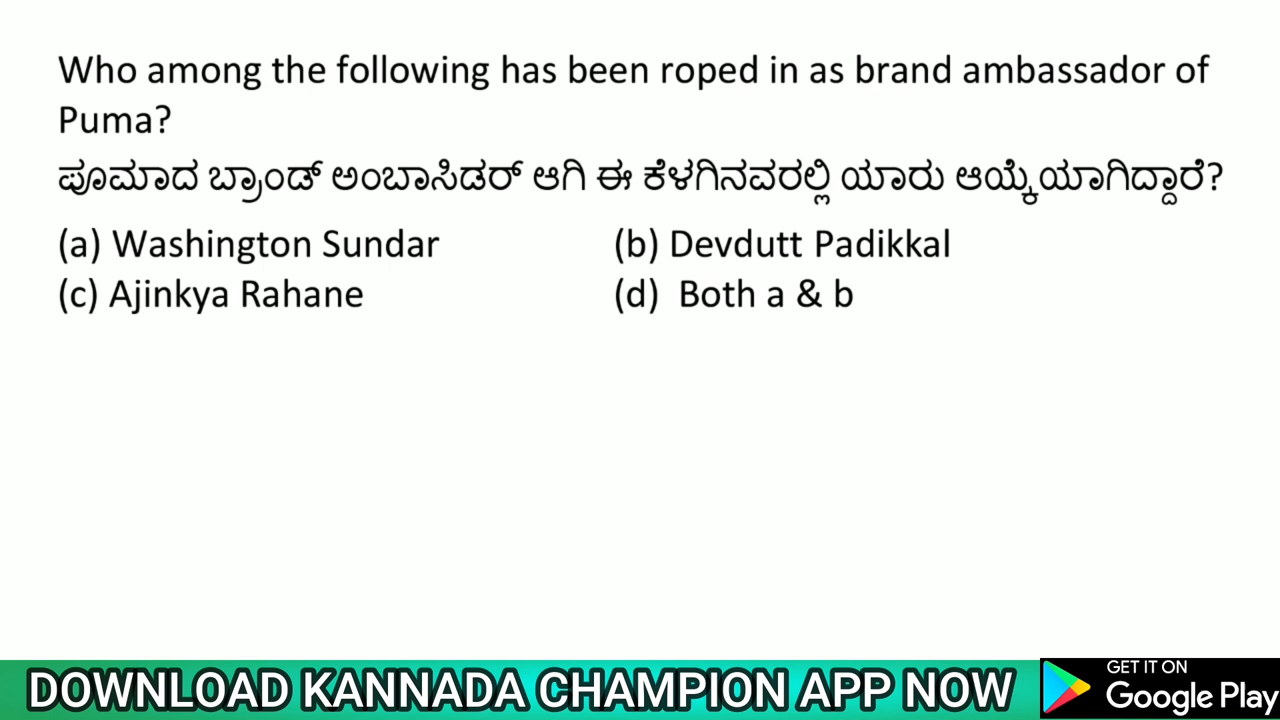 Who among the following has been roped in as brand ambassador of
Puma?
ಪೂಮಾದ ಬ್ರಾಂಡ್ ಅಂಬಾಸಿಡರ್ ಆಗಿ ಈ ಕೆಳಗಿನವರಲ್ಲಿ ಯಾರು ಆಯ್ಕೆಯಾಗಿದ್ದಾರೆ?
(a) Washington Sundar (b) Devdutt Padikkal
(c) Ajinkya Rahane (d) Both a & b
DOWNLOAD KANNADA CHAMPION APP NOW
GET IT ON
Google Play